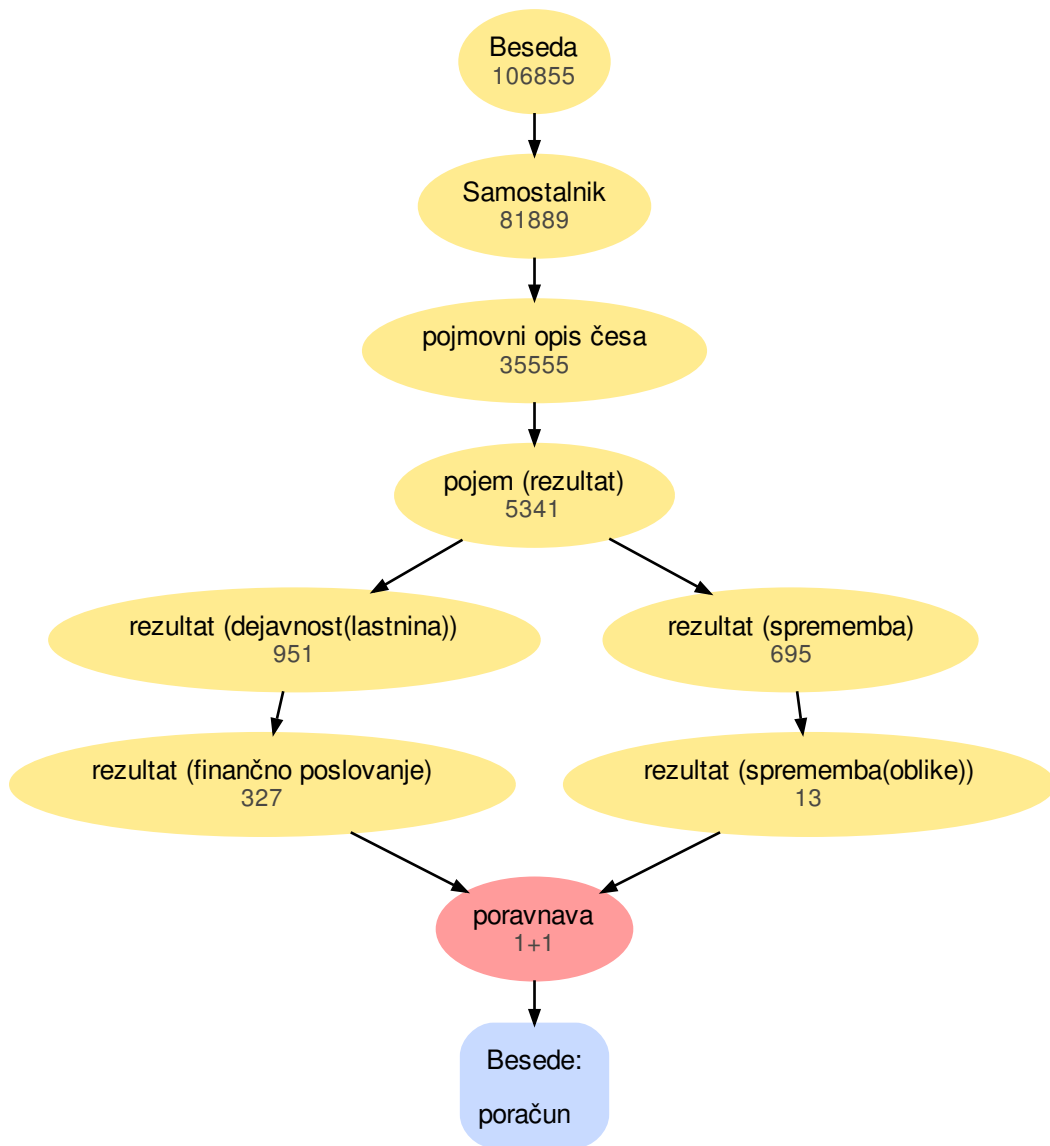 Beseda
106855
Samostalnik
81889
pojmovni opis česa
35555
pojem (rezultat)
5341
rezultat (dejavnost(lastnina))
951
rezultat (sprememba)
695
rezultat (finančno poslovanje)
327
rezultat (sprememba(oblike))
13
poravnava
1+1
Besede:
poračun